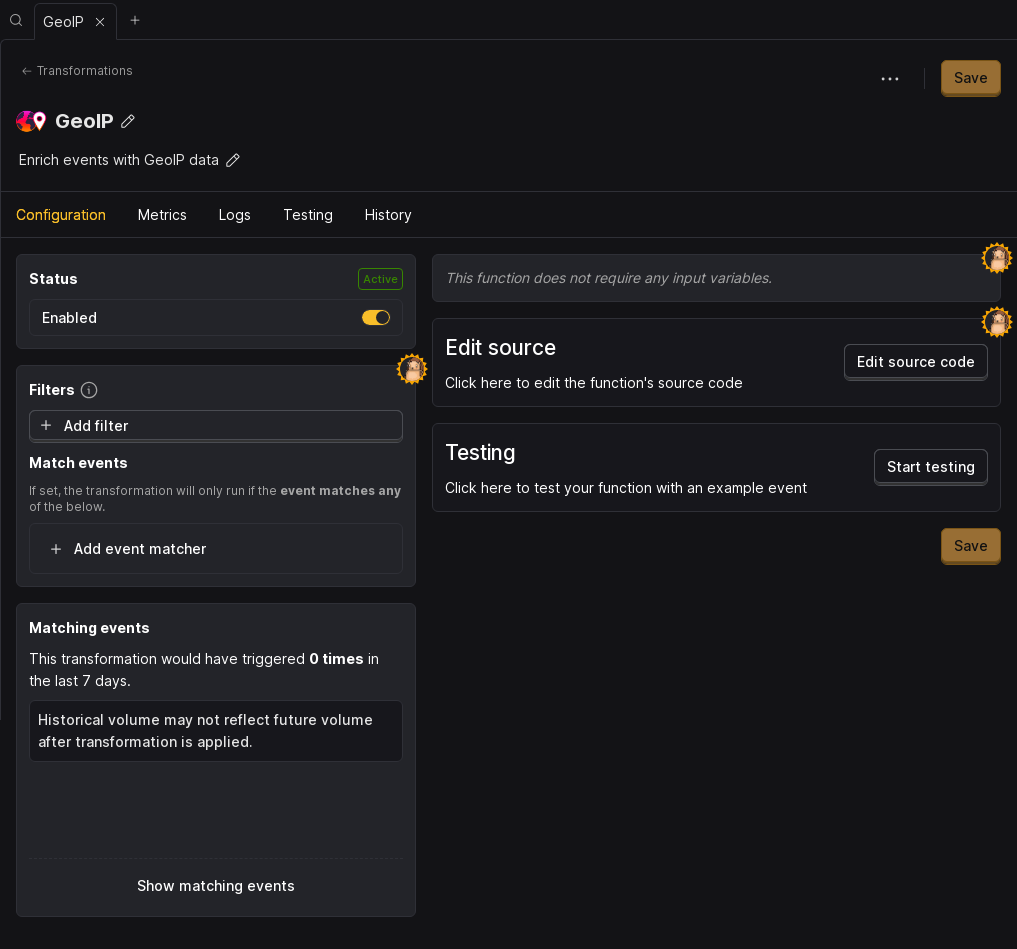 GeoIP
Transformations
Save
GeoIP
Enrich events with GeoIP data
Configuration
Metrics
Logs
Testing
History
Status
Active
Enabled
Filters
Add filter
Match events
If set, the transformation will only run if the event matches any
of the below.
Add event matcher
Matching events
This transformation would have triggered 0 times in
the last 7 days.
Historical volume may not reflect future volume
after transformation is applied.
Show matching events
This function does not require any input variables.
Edit source
Click here to edit the function's source code
Edit source code
Testing
Click here to test your function with an example event
Start testing
Save